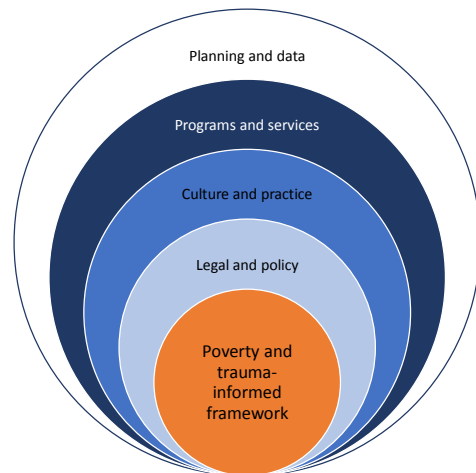 Planning and data
Programs and services
Culture and practice
Legal and policy
Poverty and
trauma-
informed
framework